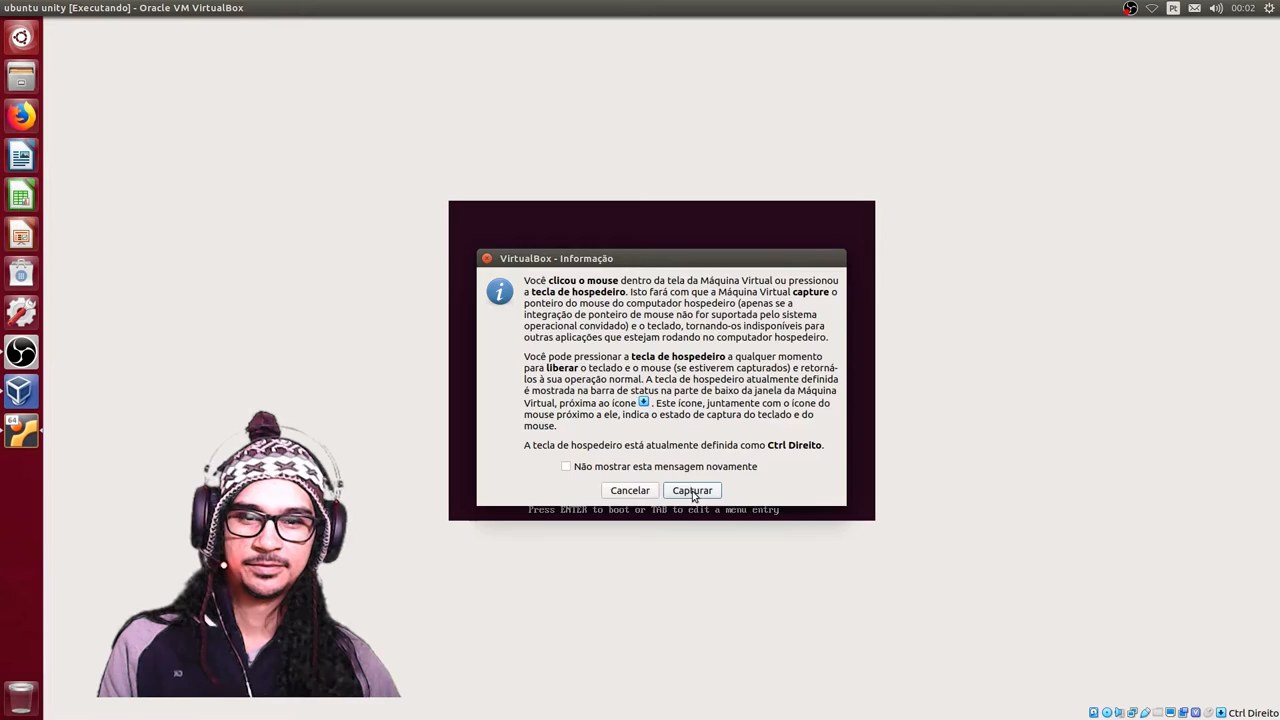 ubuntu unity [Executando] - Oracle VM VirtualBox
Pt
00:02
VirtualBox - Informação
Você clicou o mouse dentro da tela da Máquina Virtual ou pressionou
a tecla de hospedeiro. Isto fará com que a Máquina Virtual capture o
ponteiro do mouse do computador hospedeiro (apenas se a
integração de ponteiro de mouse não for suportada pelo sistema
operacional convidado) e o teclado, tornando-os indisponíveis para
outras aplicações que estejam rodando no computador hospedeiro.
Você pode pressionar a tecla de hospedeiro a qualquer momento
para liberar o teclado e o mouse (se estiverem capturados) e retorná-
los à sua operação normal. A tecla de hospedeiro atualmente definida
é mostrada na barra de status na parte de baixo da janela da Máquina
Virtual, próxima ao ícone . Este ícone, juntamente com o ícone do
mouse próximo a ele, indica o estado de captura do teclado e do
mouse.
A tecla de hospedeiro está atualmente definida como Ctrl Direito.
Não mostrar esta mensagem novamente
Cancelar
Capturar
Press ENTER to boot or TAB to edit a menu entry
64
Ctrl Direito